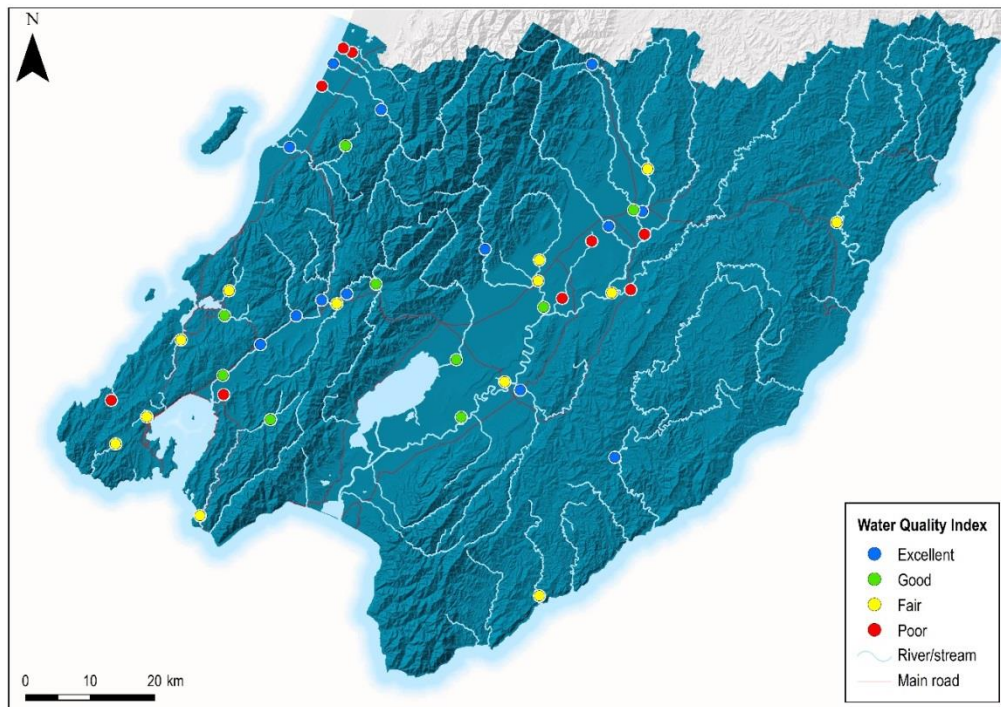 N
Water Quality Index
Excellent
Good
Fair
Poor
River/stream
Main road
0 10 20 km